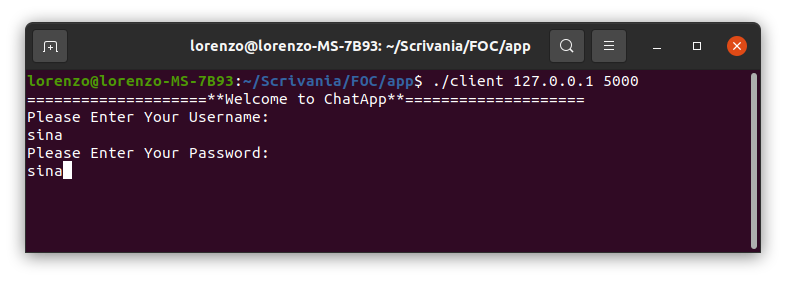 lorenzo@lorenzo-MS-7B93: ~/Scrivania/FOC/app
lorenzo@lorenzo-MS-7B93:~/Scrivania/FOC/app$ ./client 127.0.0.1 5000
====================**Welcome to ChatApp**====================
Please Enter Your Username:
sina
Please Enter Your Password:
sina